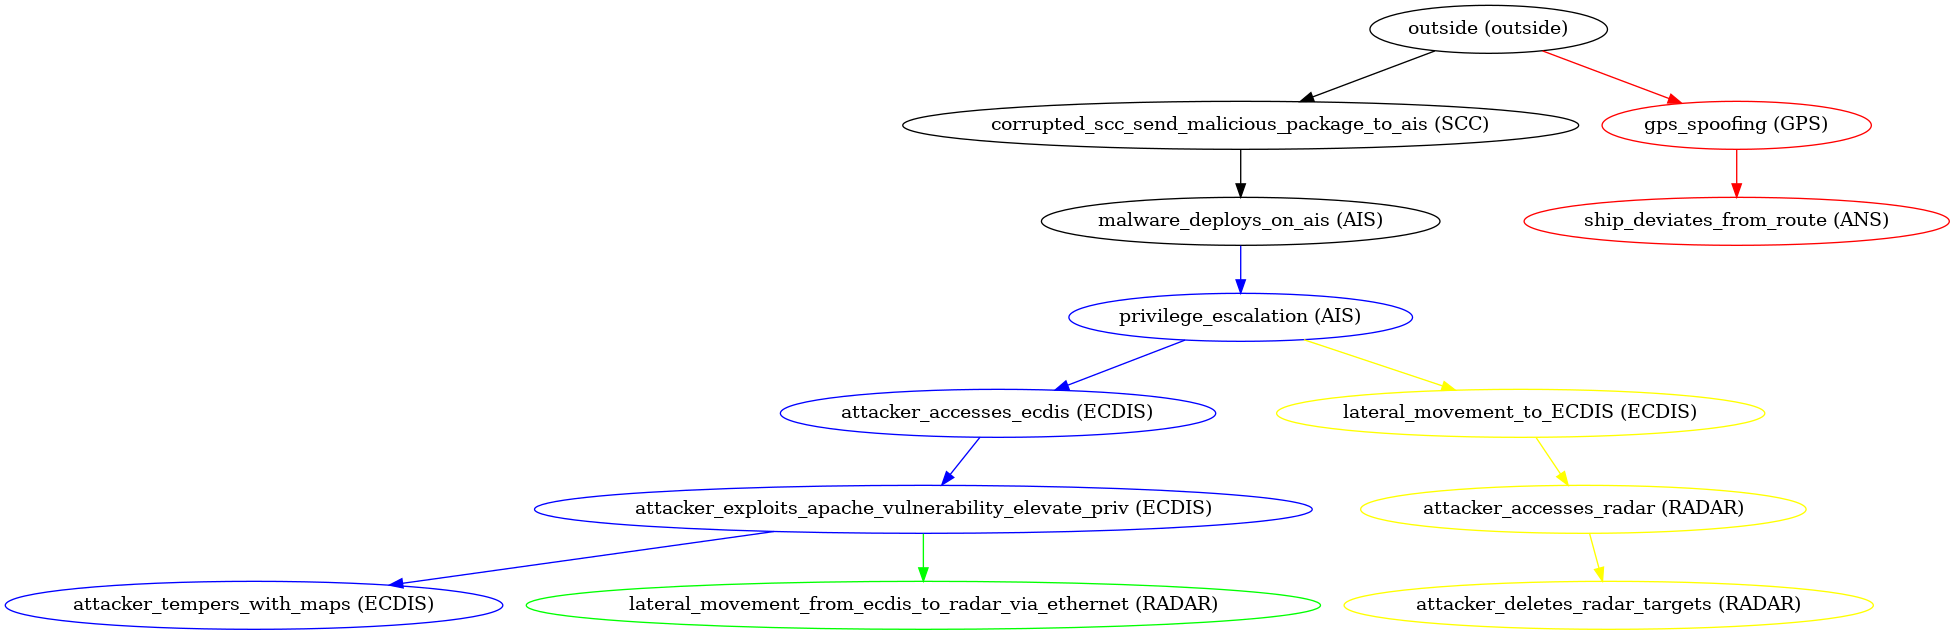 outside (outside)
corrupted_scc_send_malicious_package_to_ais (SCC)
gps_spoofing (GPS)
malware_deploys_on_ais (AIS)
ship_deviates_from_route (ANS)
privilege_escalation (AIS)
attacker_accesses_ecdis (ECDIS)
lateral_movement_to_ECDIS (ECDIS)
attacker_exploits_apache_vulnerability_elevate_priv (ECDIS)
attacker_accesses_radar (RADAR)
attacker_tempers_with_maps (ECDIS)
lateral_movement_from_ecdis_to_radar_via_ethernet (RADAR)
attacker_deletes_radar_targets (RADAR)